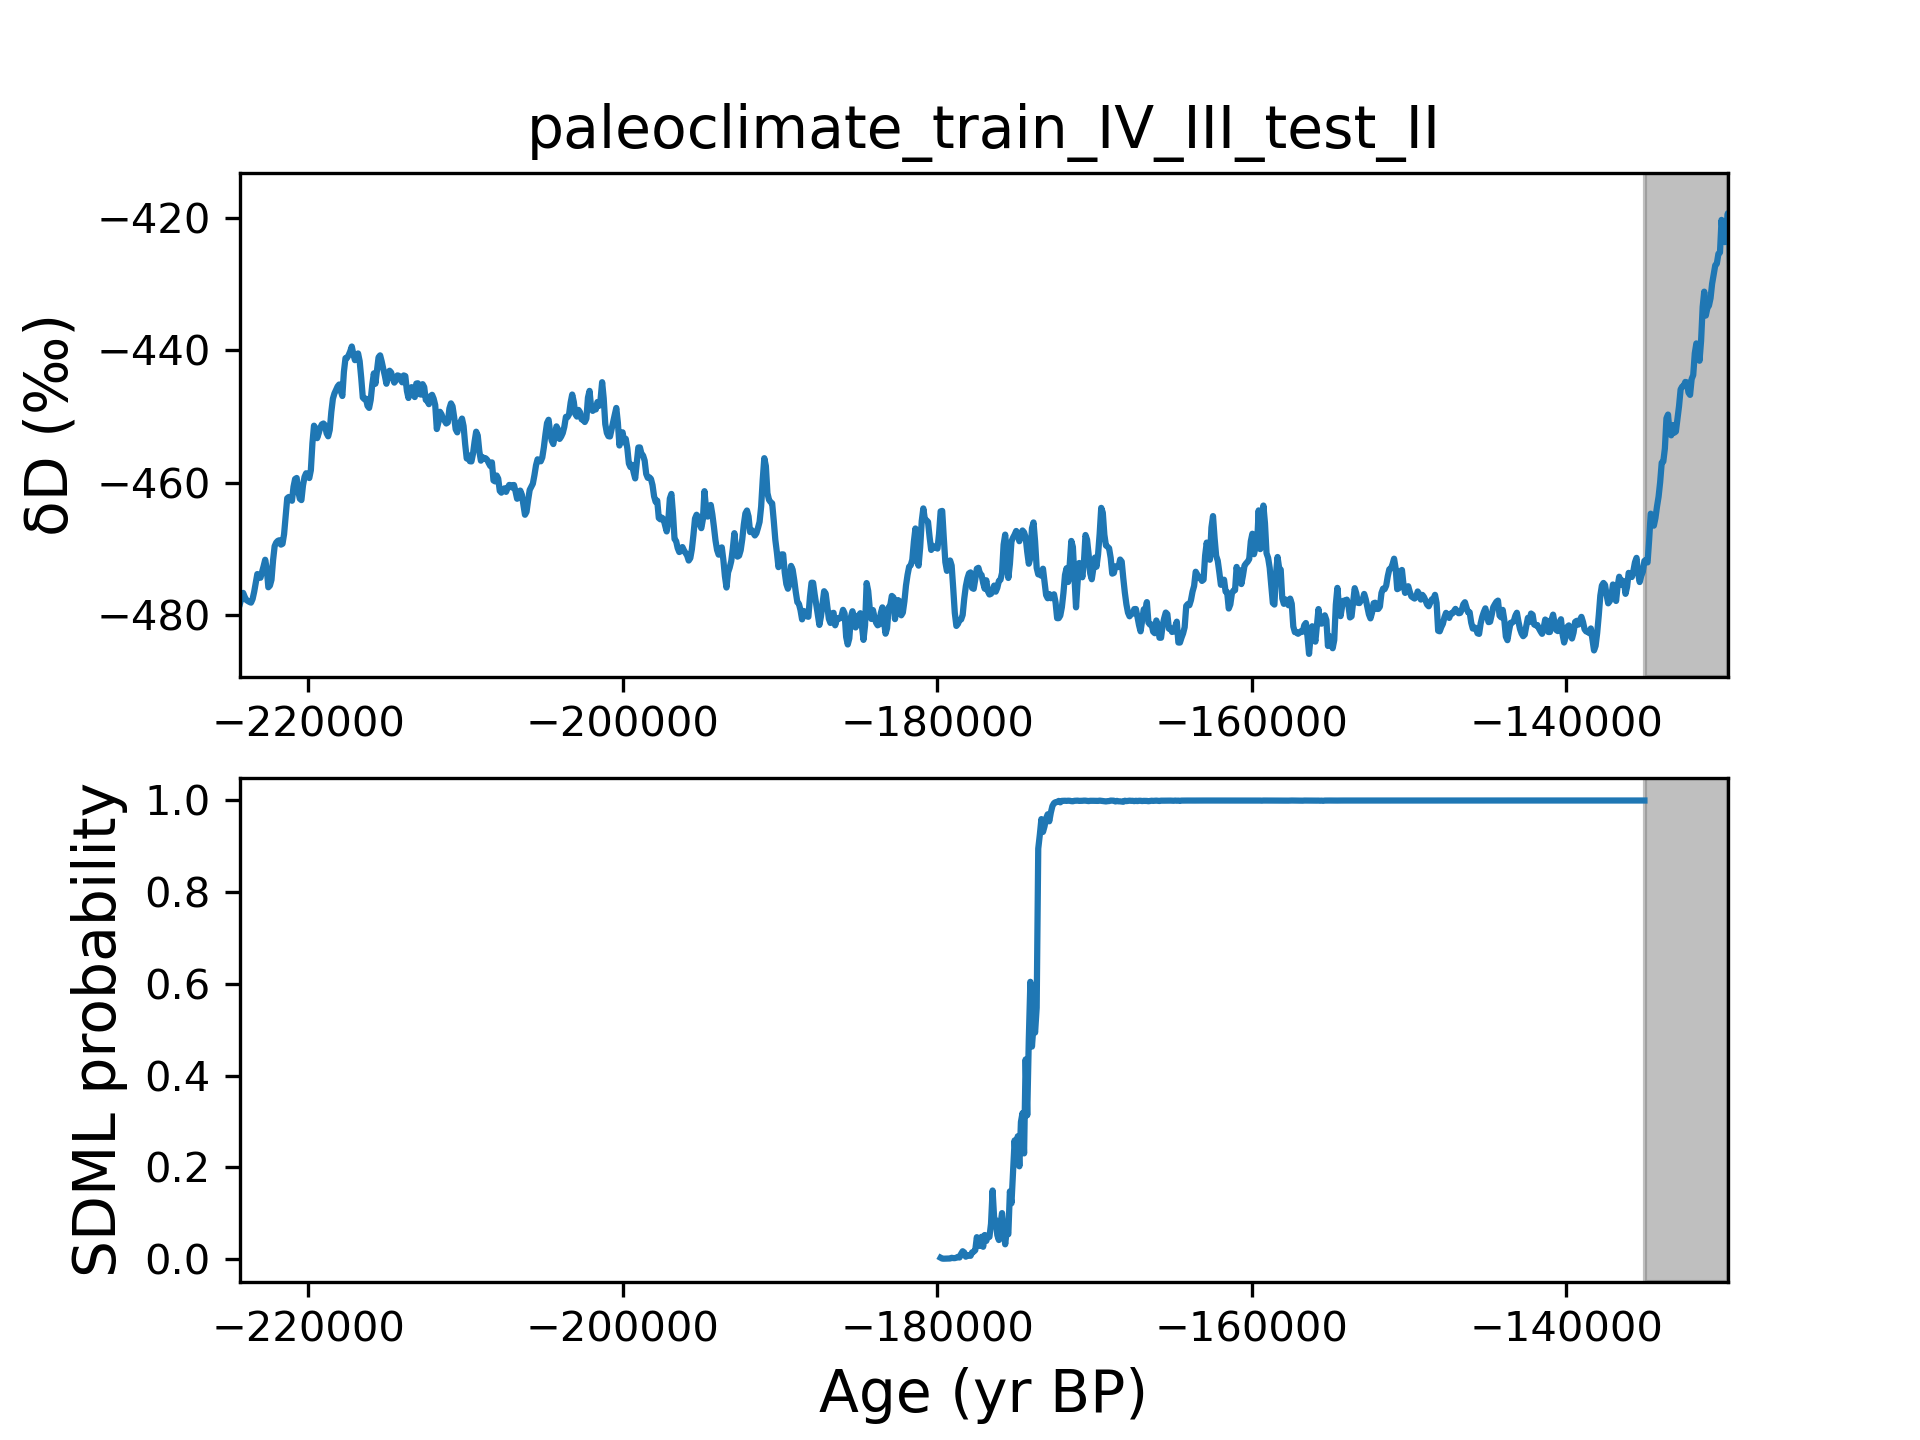 paleoclimate_train_IV_III_test_II
δD (‰)
−420
−440
−460
−480
−220000 −200000 −180000 −160000 −140000
SDML probability
1.0
0.8
0.6
0.4
0.2
0.0
−220000 −200000 −180000 −160000 −140000
Age (yr BP)